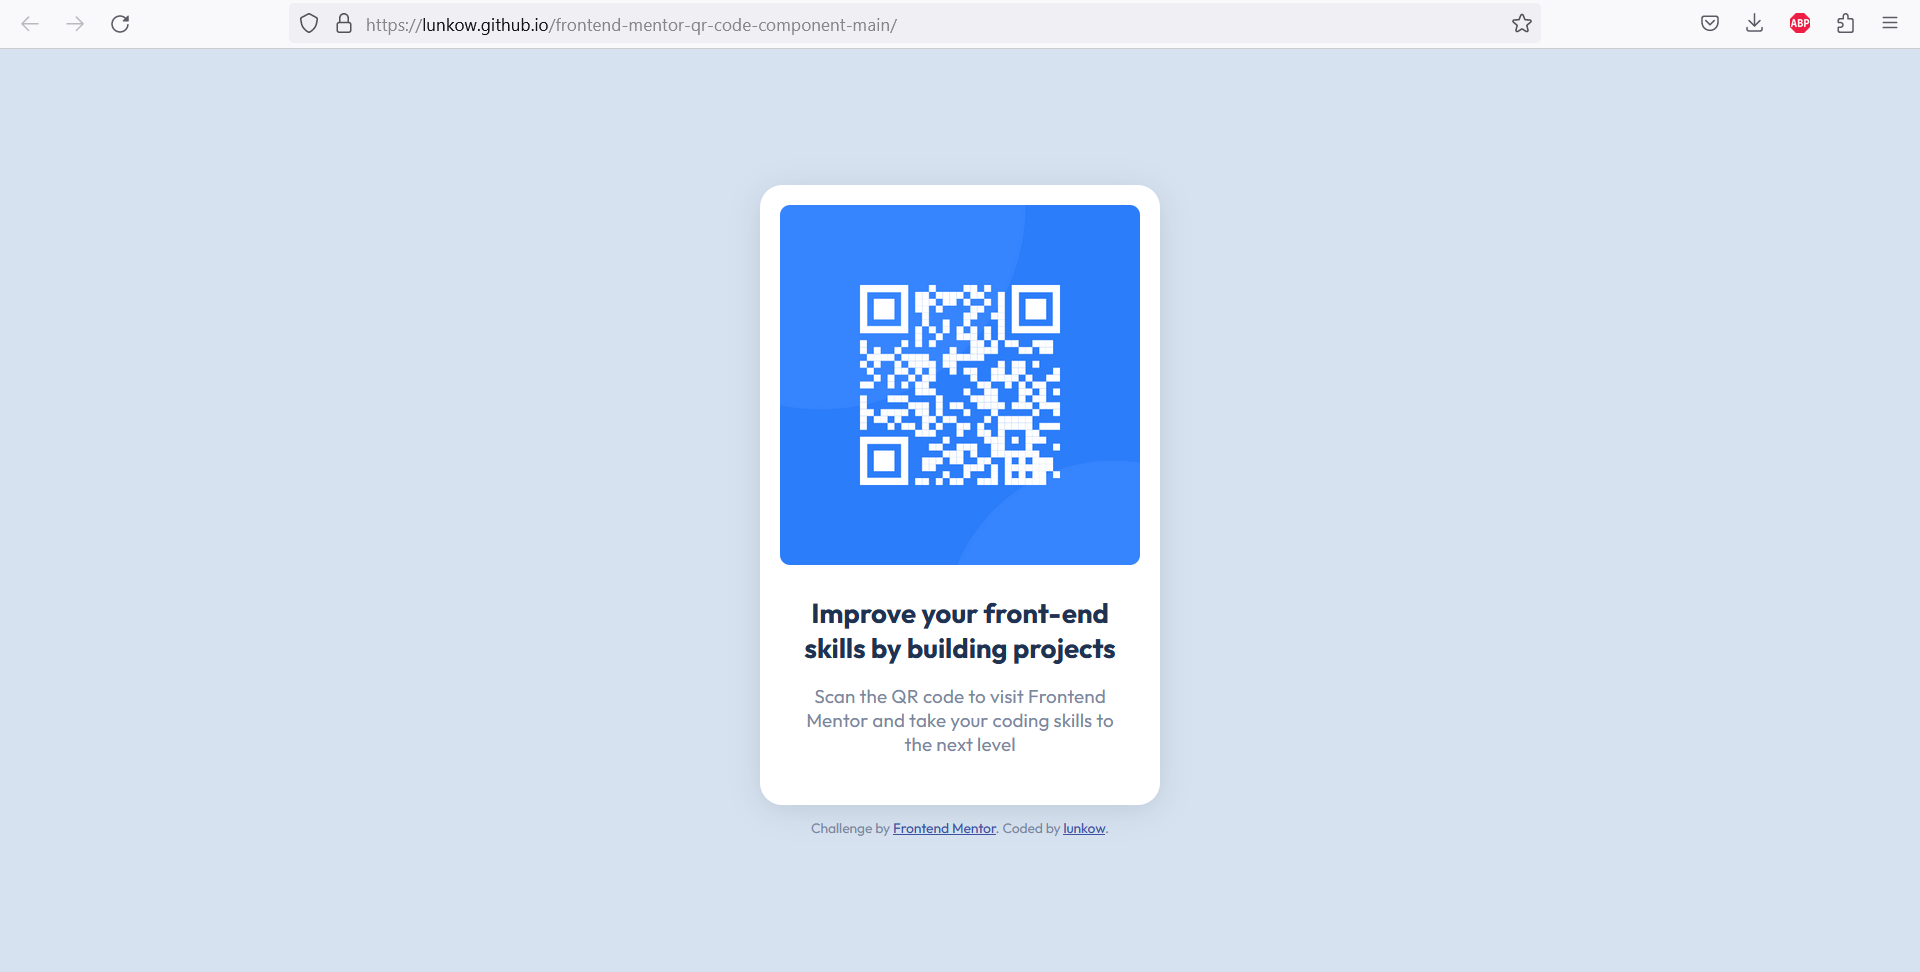 https://lunkow.github.io/frontend-mentor-qr-code-component-main/
ABP
Improve your front-end
skills by building projects
Scan the QR code to visit Frontend
Mentor and take your coding skills to
the next level
Challenge by Frontend Mentor. Coded by lunkow.